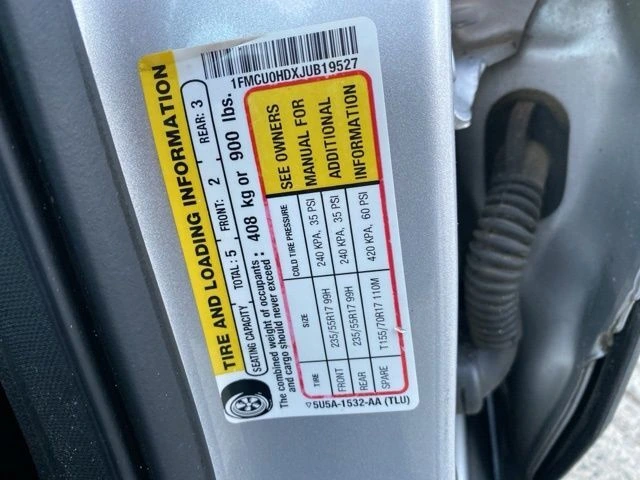 1FMCU0HDXJUB19527
TIRE AND LOADING INFORMATION
SEATING CAPACITY TOTAL: 5 FRONT: 2 REAR: 3
The combined weight of occupants : 408 kg or 900 lbs.
and cargo should never exceed :
TIRE SIZE COLD TIRE PRESSURE
FRONT 235/55R17 99H 240 KPA, 35 PSI
REAR 235/55R17 99H 240 KPA, 35 PSI
SPARE T155/70R17 110M 420 KPA, 60 PSI
SEE OWNERS
MANUAL FOR
ADDITIONAL
INFORMATION
5U5A-1532-AA (TLU)